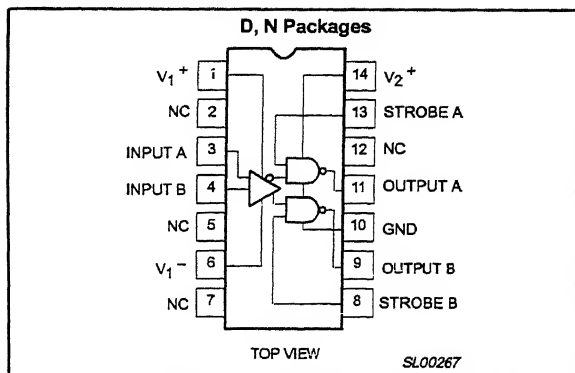 D, N Packages
V1+ 1 14 V2+
NC 2 13 STROBE A
INPUT A 3 12 NC
INPUT B 4 11 OUTPUT A
NC 5 10 GND
V1− 6 9 OUTPUT B
NC 7 8 STROBE B
TOP VIEW
SL00267